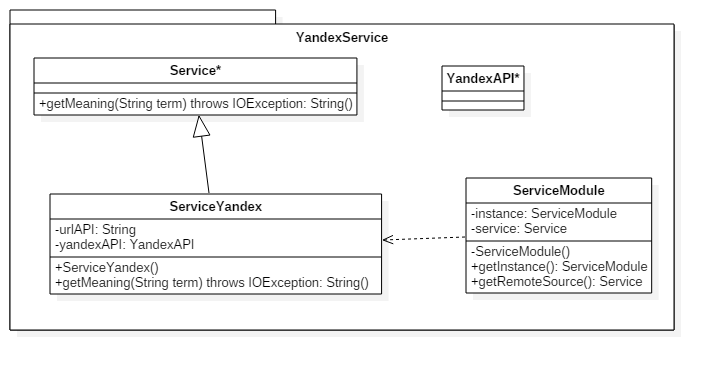 YandexService
Service*
+getMeaning(String term) throws IOException: String()
YandexAPI*
ServiceYandex
-urlAPI: String
-yandexAPI: YandexAPI
+ServiceYandex()
+getMeaning(String term) throws IOException: String()
ServiceModule
-instance: ServiceModule
-service: Service
-ServiceModule()
+getInstance(): ServiceModule
+getRemoteSource(): Service